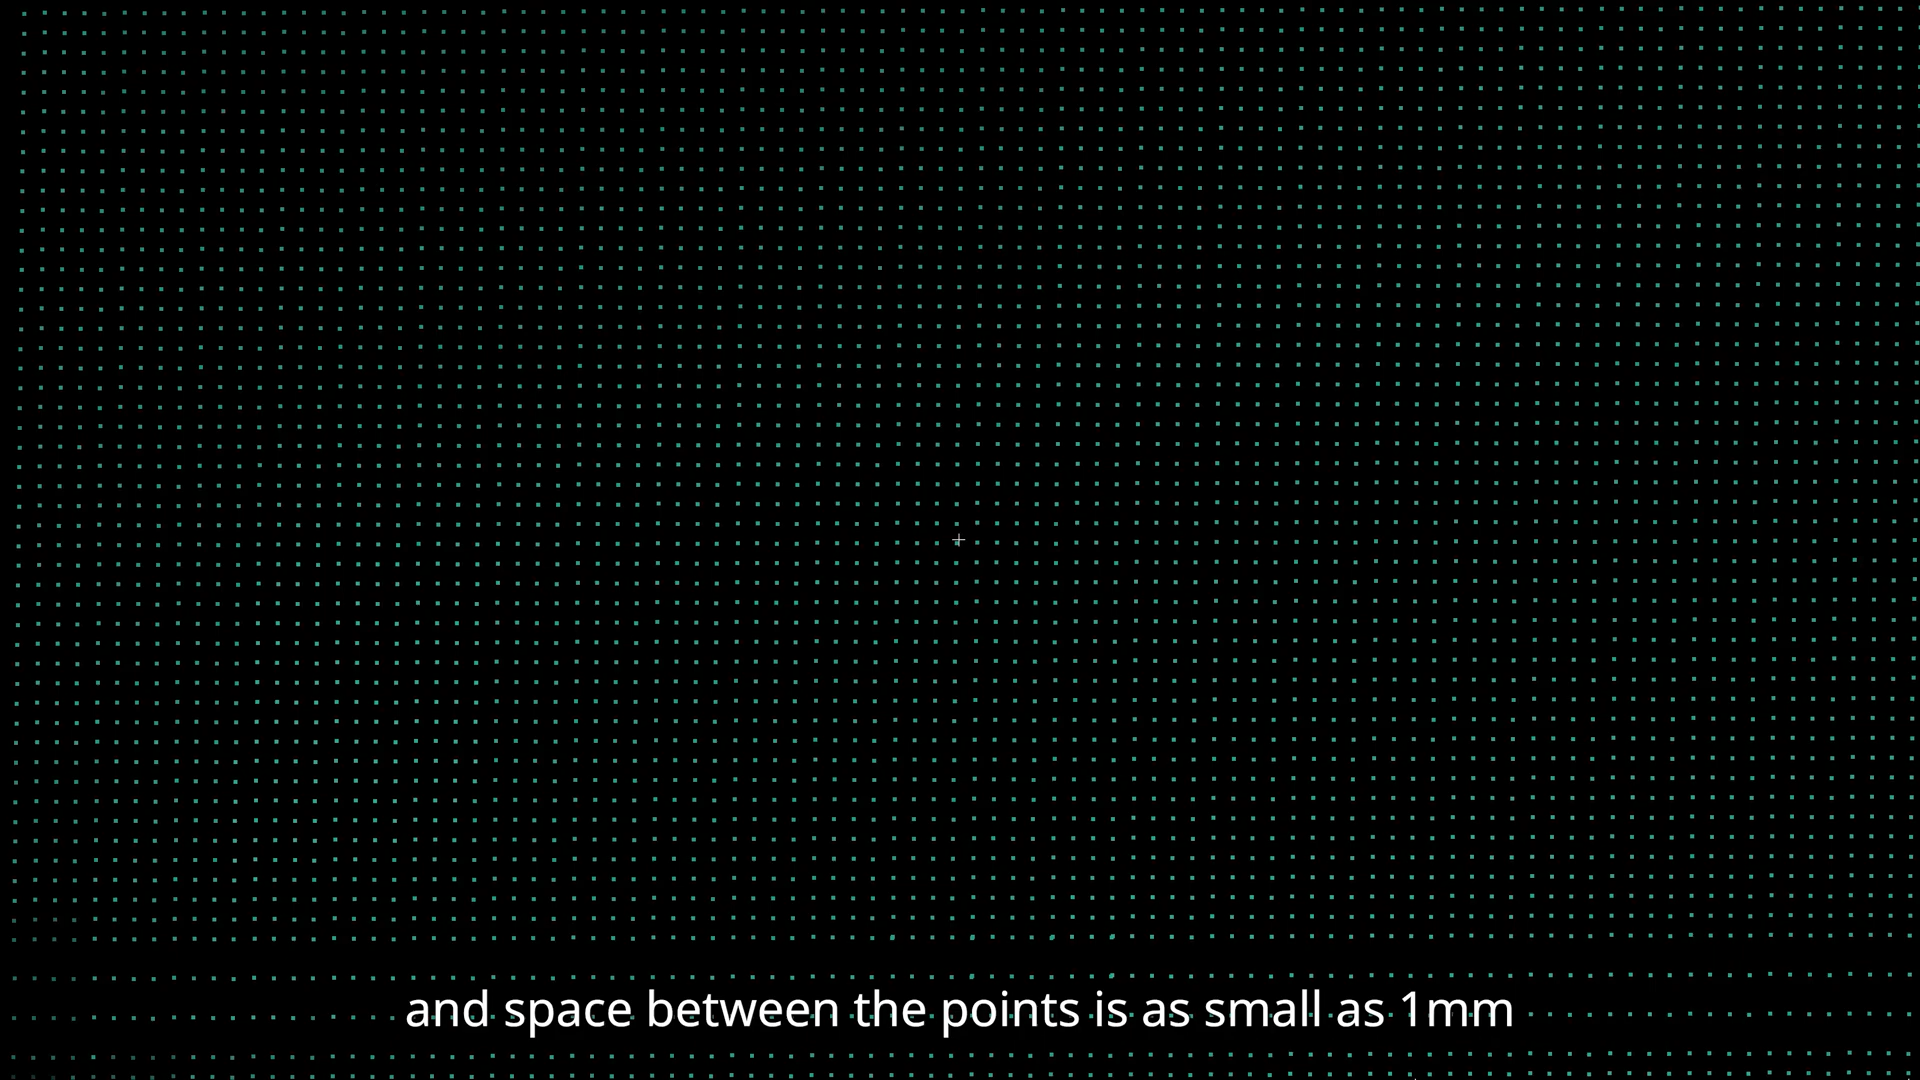 and space between the points is as small as 1mm